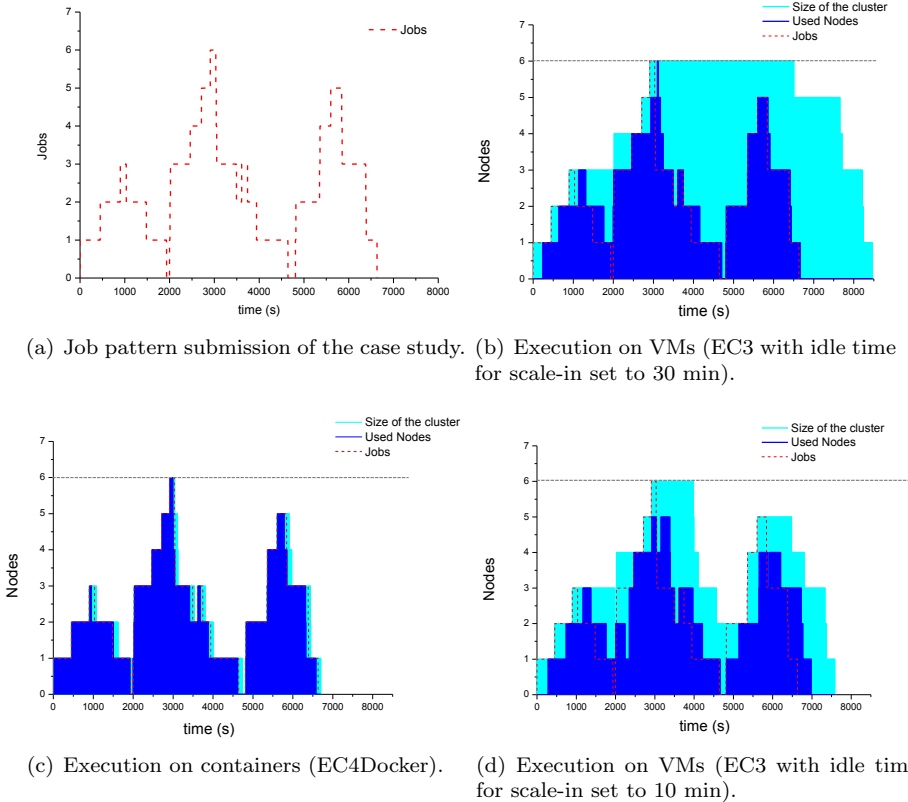 7
6
5
4
3
2
1
0
Jobs
Jobs
0 1000 2000 3000 4000 5000 6000 7000 8000
time (s)
(a) Job pattern submission of the case study.
Size of the cluster
Used Nodes
Jobs
7
6
5
4
3
2
1
0
Nodes
0 1000 2000 3000 4000 5000 6000 7000 8000
time (s)
(b) Execution on VMs (EC3 with idle time
for scale-in set to 30 min).
Size of the cluster
Used Nodes
Jobs
7
6
5
4
3
2
1
0
Nodes
0 1000 2000 3000 4000 5000 6000 7000 8000
time (s)
(c) Execution on containers (EC4Docker).
Size of the cluster
Used Nodes
Jobs
7
6
5
4
3
2
1
0
Nodes
0 1000 2000 3000 4000 5000 6000 7000 8000
time (s)
(d) Execution on VMs (EC3 with idle tim
for scale-in set to 10 min).